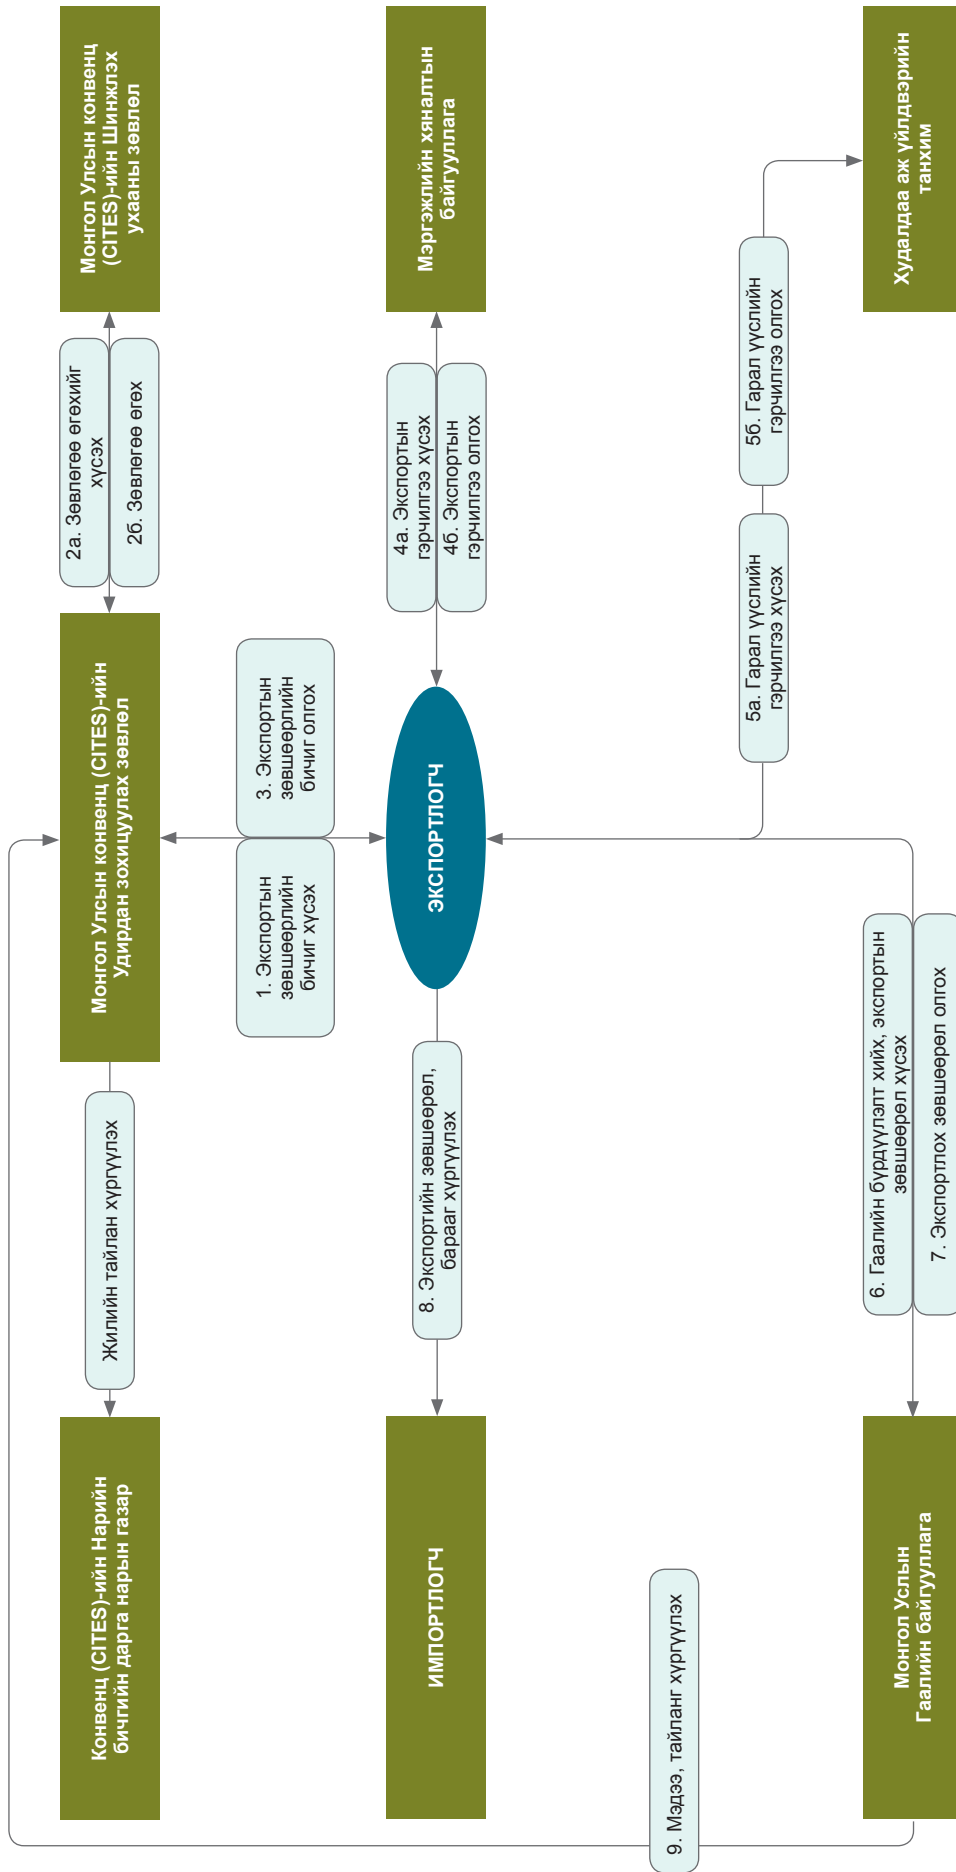 Конвенц (CITES)-ийн Нарийн
бичгийн дарга нарын газар
Жилийн тайлан хүргүүлэх
Монгол Улсын конвенц (CITES)-ийн
Удирдан зохицуулах зөвлөл
2а. Зөвлөгөө өгөхийг
хүсэх
2б. Зөвлөгөө өгөх
Монгол Улсын конвенц
(CITES)-ийн Шинжлэх
ухааны зөвлөл
1. Экспортын
зөвшөөрлийн
бичиг хүсэх
3. Экспортын
зөвшөөрлийн
бичиг олгох
ИМПОРТЛОГЧ
8. Экспортийн зөвшөөрөл,
барааг хүргүүлэх
ЭКСПОРТЛОГЧ
4а. Экспортын
гэрчилгээ хүсэх
4б. Экспортын
гэрчилгээ олгох
Мэргэжлийн хяналтын
байгууллага
9. Мэдээ, тайланг хүргүүлэх
5а. Гарал үүслийн
гэрчилгээ хүсэх
5б. Гарал үүслийн
гэрчилгээ олгох
Монгол Услын
Гаалийн байгууллага
6. Гаалийн бүрдүүлэлт хийх, экспортын
зөвшөөрөл хүсэх
7. Экспортлох зөвшөөрөл олгох
Худалдаа аж үйлдвэрийн
танхим